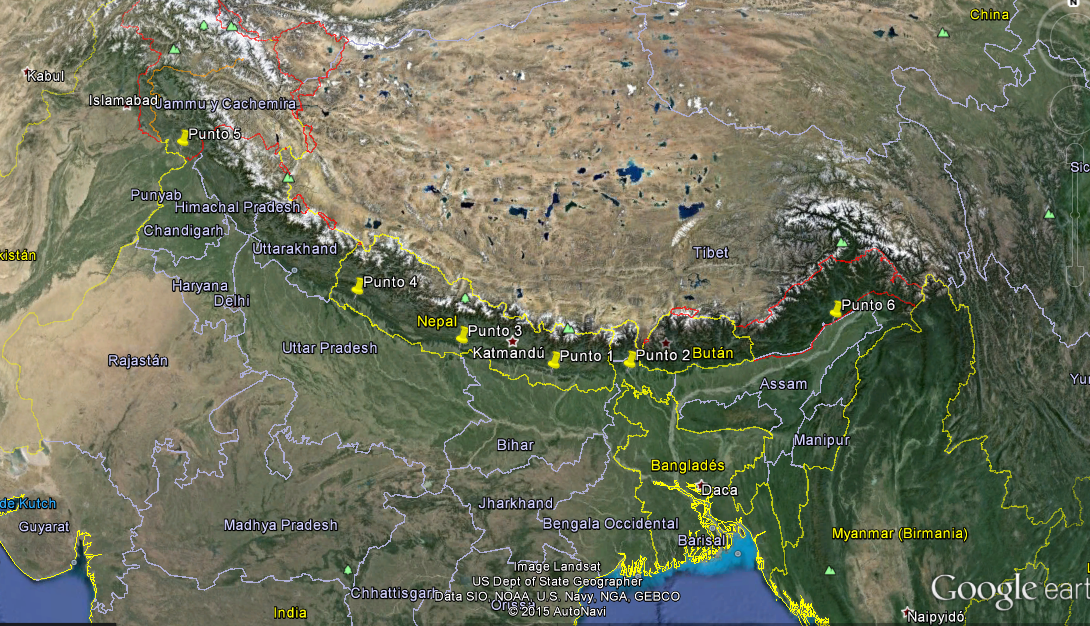 N
China
Kabul
Islamabad
Jammu y Cachemira
Punto 5
Punyab
Himachal Pradesh
Chandigarh
kistán
Uttarakhand
Tibet
Haryana
Delhi
Punto 4
Punto 6
Nepal
Punto 3
Katmandú
Punto 1
Punto 2
Bután
Uttar Pradesh
Rajastán
Assam
Bihar
Manipur
Bangladés
Daca
de Kutch
Guyarat
Madhya Pradesh
Jharkhand
Bengala Occidental
Barisal
Myanmar (Birmania)
Chhattisgarh
India
Orissa
Image Landsat
US Dept of State Geographer
Data SIO, NOAA, U.S. Navy, NGA, GEBCO
© 2015 AutoNavi
Google eart
Naipyidó
Sic
Yu